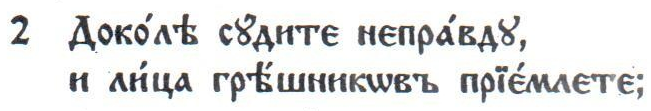 2 Доко́лѣ сꙋ́дите непра́вдꙋ,
и ли́ца грѣ́шникѡвъ прїе́млете;